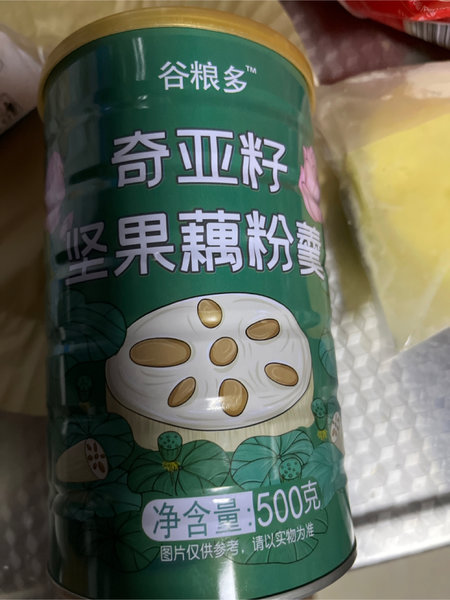 谷粮多™
奇亚籽
坚果藕粉羹
净含量:500克
图片仅供参考，请以实物为准